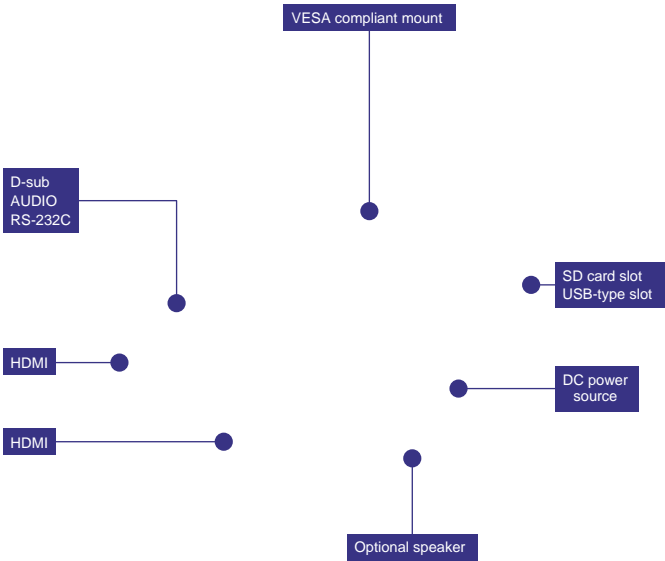 VESA compliant mount
D-sub
AUDIO
RS-232C
SD card slot
USB-type slot
HDMI
DC power
source
HDMI
Optional speaker